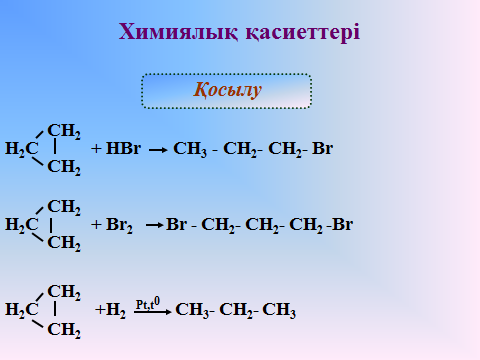 Химиялық қасиеттері
Қосылу
CH₂
H₂C + HBr → CH₃ - CH₂- CH₂- Br
CH₂
CH₂
H₂C + Br₂ → Br - CH₂- CH₂- CH₂ -Br
CH₂
CH₂
H₂C +H₂ Pt,t⁰ → CH₃- CH₂- CH₃
CH₂